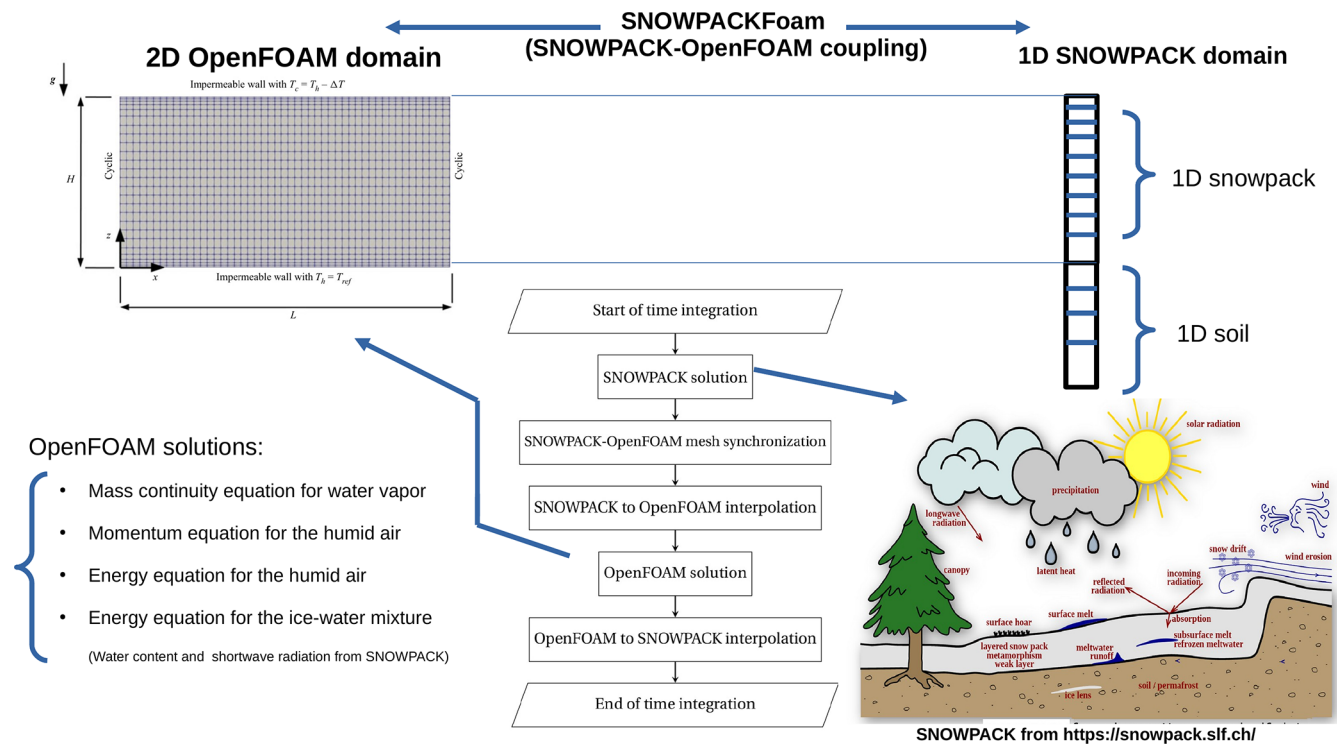 SNOWPACKFoam
(SNOWPACK-OpenFOAM coupling)
2D OpenFOAM domain
1D SNOWPACK domain
g
Impermeable wall with T_c = T_h − ΔT
H
Cyclic
Cyclic
z
x
Impermeable wall with T_h = T_ref
L
1D snowpack
1D soil
Start of time integration
SNOWPACK solution
SNOWPACK-OpenFOAM mesh synchronization
SNOWPACK to OpenFOAM interpolation
OpenFOAM solution
OpenFOAM to SNOWPACK interpolation
End of time integration
OpenFOAM solutions:
• Mass continuity equation for water vapor
• Momentum equation for the humid air
• Energy equation for the humid air
• Energy equation for the ice-water mixture
(Water content and shortwave radiation from SNOWPACK)
solar radiation
precipitation
wind
longwave
radiation
snow drift
wind erosion
canopy
latent heat
reflected
radiation
incoming
radiation
surface hoar
surface melt
absorption
layered snow pack
metamorphism
weak layer
meltwater
runoff
subsurface melt
refrozen meltwater
ice lens
soil / permafrost
SNOWPACK from https://snowpack.slf.ch/